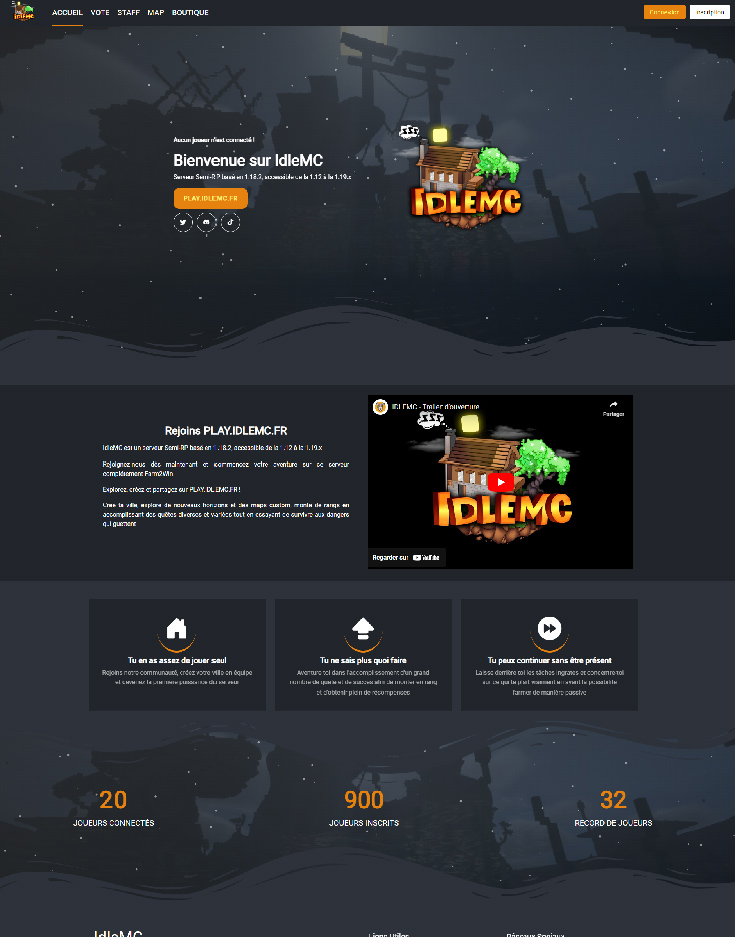 IDLEMC ACCUEIL VOTE STAFF MAP BOUTIQUE Connexion Inscription
Aucun joueur n'est connecté !
Bienvenue sur IdleMC
Serveur Semi-RP basé en 1.18.2, accessible de la 1.12 à la 1.19.x
PLAY.IDLEMC.FR
IDLEMC
Rejoins PLAY.IDLEMC.FR
IdleMC est un serveur Semi-RP basé en 1.18.2, accessible de la 1.12 à la 1.19.x
Rejoignez-nous dès maintenant et commencez votre aventure sur ce serveur
complètement Farm2Win
Explorez, créez et partagez sur PLAY.IDLEMC.FR !
Crée ta ville, explore de nouveaux horizons et des maps custom, monte de rangs en
accomplissant des quêtes diverses et variées tout en essayant de survivre aux dangers
qui guettent
IDLEMC - Trailer d'ouverture
Partager
IDLEMC
Regarder sur YouTube
Tu en as assez de jouer seul
Rejoins notre communauté, créez votre ville en équipe
et devenez la première puissance du serveur
Tu ne sais plus quoi faire
Aventure toi dans l'accomplissement d'un grand
nombre de quête et de succès afin de monter en rang
et d'obtenir plein de récompenses
Tu peux continuer sans être présent
Laisse derrière toi les tâches ingrates et concentre toi
sur ce qui te plaît vraiment en ayant la possibilité
farmer de manière passive
20
JOUEURS CONNECTÉS
900
JOUEURS INSCRITS
32
RECORD DE JOUEURS
IdleMC Liens Utiles Réseaux Sociaux